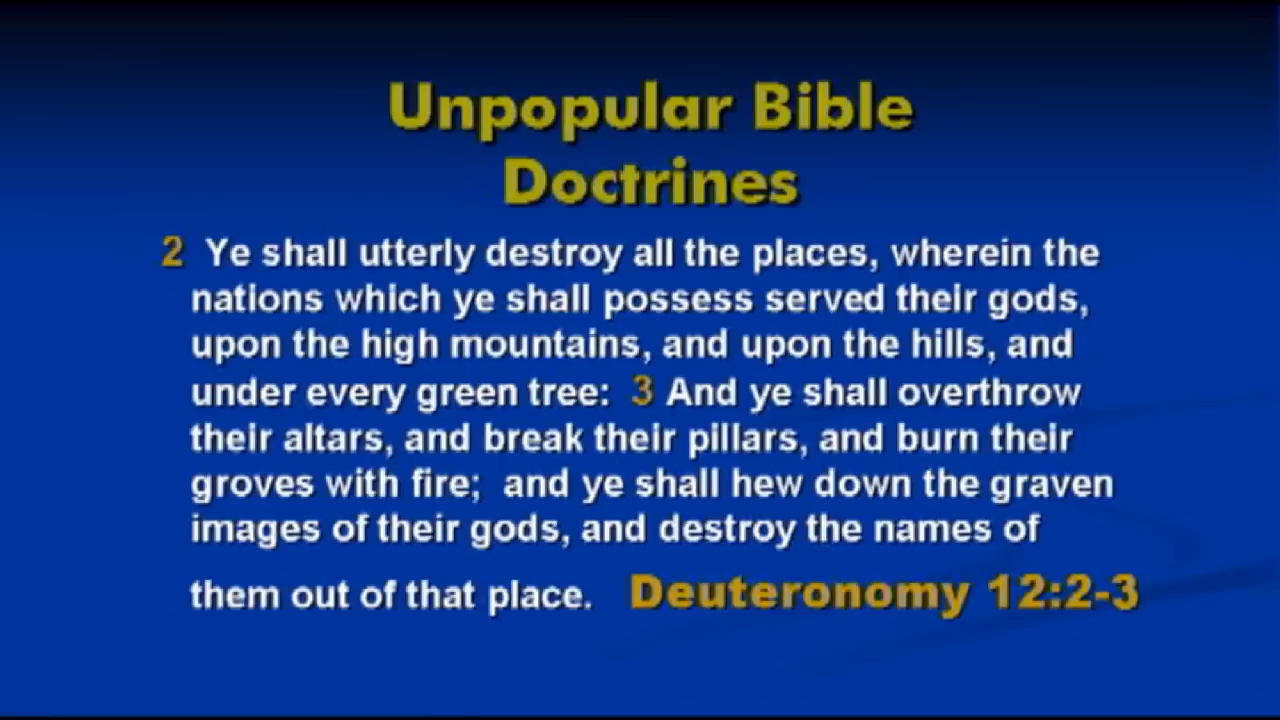 Unpopular Bible
Doctrines
2 Ye shall utterly destroy all the places, wherein the
nations which ye shall possess served their gods,
upon the high mountains, and upon the hills, and
under every green tree: 3 And ye shall overthrow
their altars, and break their pillars, and burn their
groves with fire; and ye shall hew down the graven
images of their gods, and destroy the names of
them out of that place. Deuteronomy 12:2-3